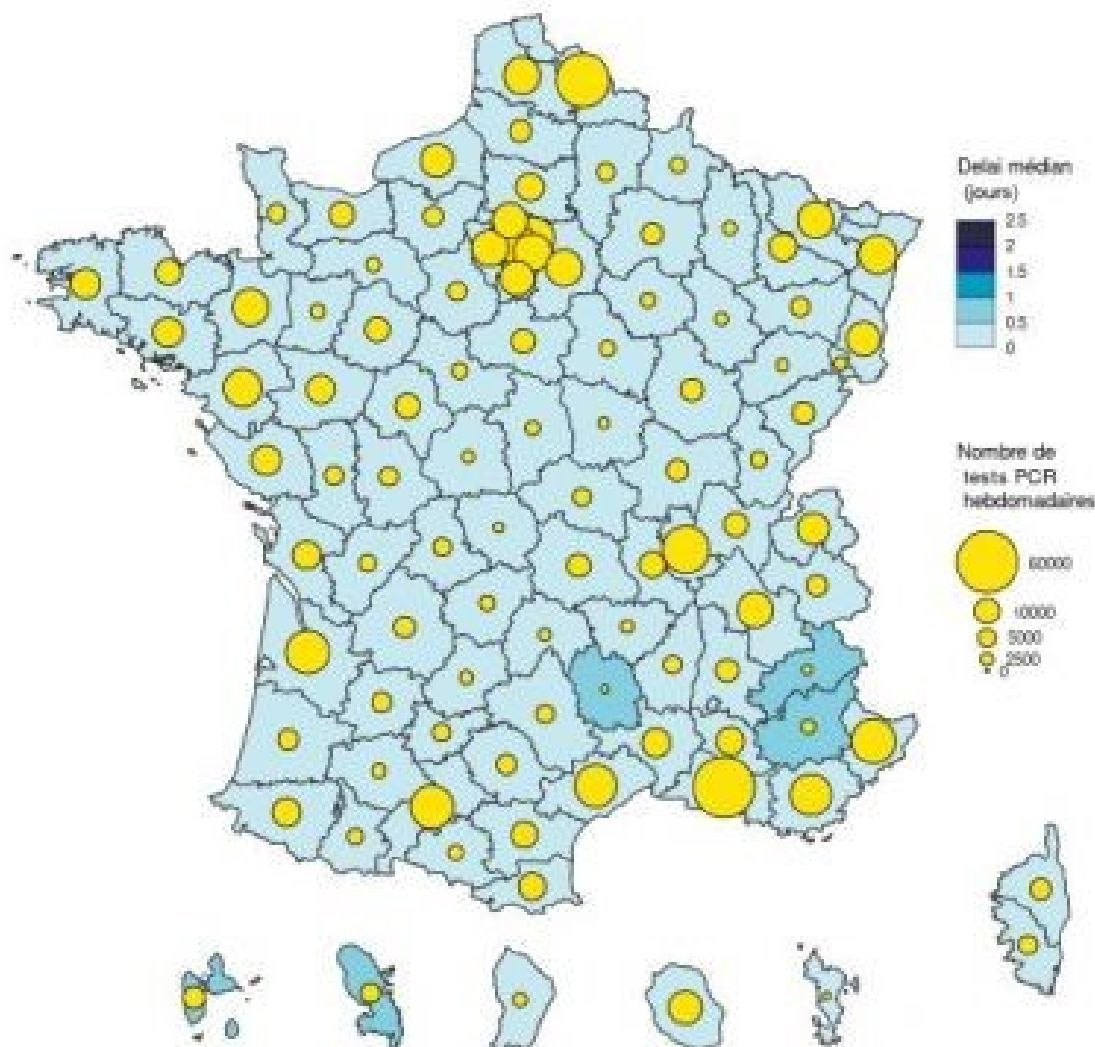 Delai médian
(jours)
2.5
2
1.5
1
0.5
0
Nombre de
tests PCR
hebdomadaires
60000
10000
5000
2500
0